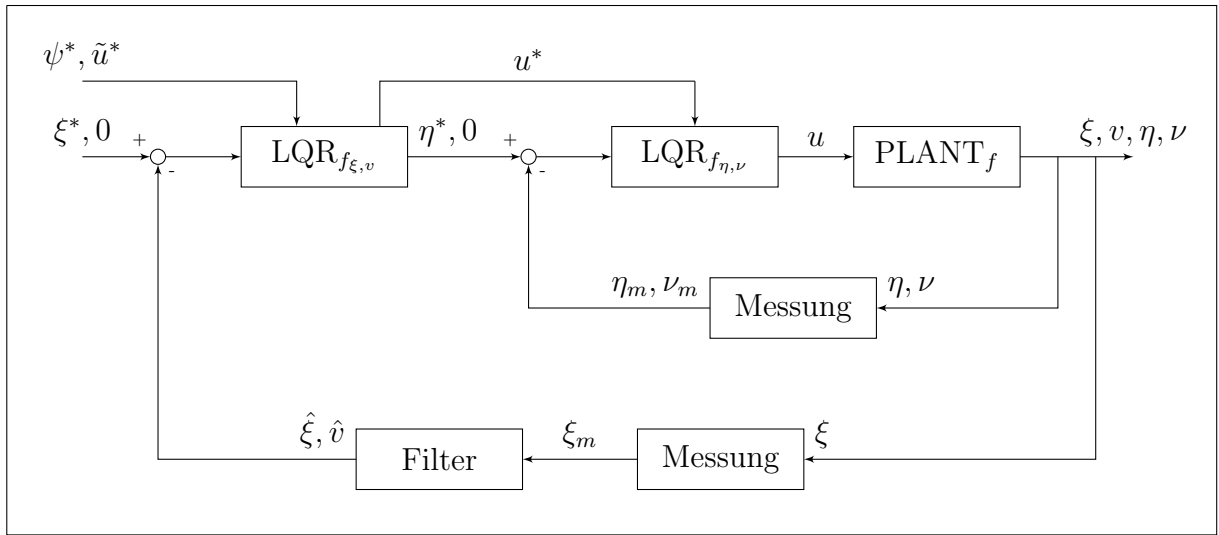 ψ*, ũ*
u*
ξ*, 0
+
-
LQR_{f_{ξ,v}}
η*, 0
+
-
LQR_{f_{η,ν}}
u
PLANT_f
ξ, v, η, ν
η_m, ν_m
Messung
η, ν
ξ̂, v̂
Filter
ξ_m
Messung
ξ